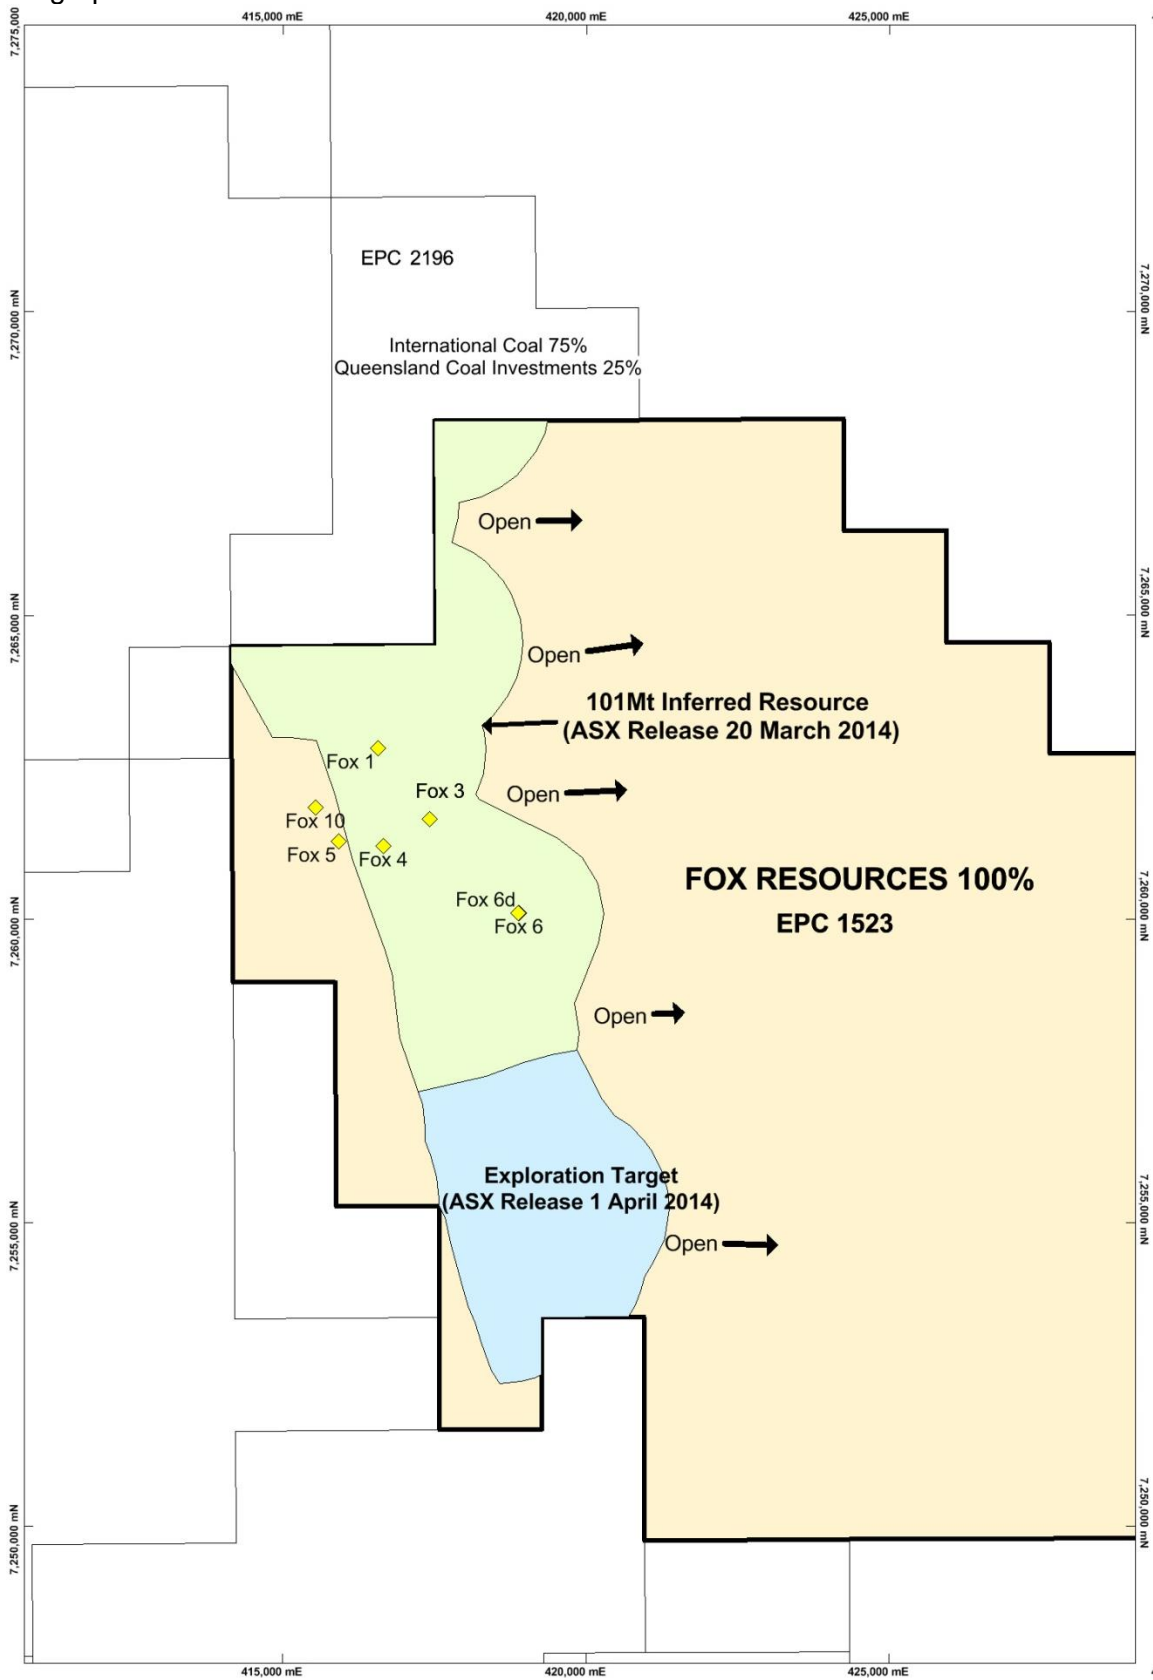 415,000 mE
420,000 mE
425,000 mE
7,275,000
EPC 2196
7,270,000 mN
7,270,000 mN
International Coal 75%
Queensland Coal Investments 25%
Open
7,265,000 mN
7,265,000 mN
Open
101Mt Inferred Resource
(ASX Release 20 March 2014)
Fox 1
Fox 3
Open
Fox 10
Fox 5
Fox 4
FOX RESOURCES 100%
Fox 6d
EPC 1523
Fox 6
7,260,000 mN
7,260,000 mN
Open
Exploration Target
(ASX Release 1 April 2014)
7,255,000 mN
7,255,000 mN
Open
7,250,000 mN
7,250,000 mN
415,000 mE
420,000 mE
425,000 mE